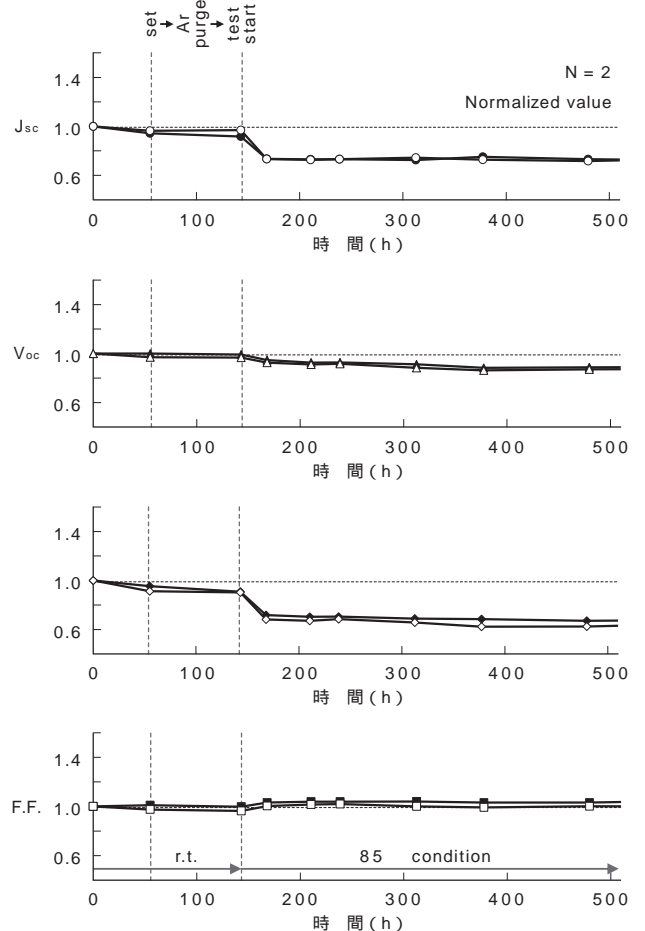 set → Ar purge → test start
1.4
N = 2
Normalized value
Jsc 1.0
0.6
0 100 200 300 400 500
時 間(h)
1.4
Voc 1.0
0.6
0 100 200 300 400 500
時 間(h)
1.4
1.0
0.6
0 100 200 300 400 500
時 間(h)
1.4
F.F. 1.0
0.6
r.t. 85 condition
0 100 200 300 400 500
時 間(h)